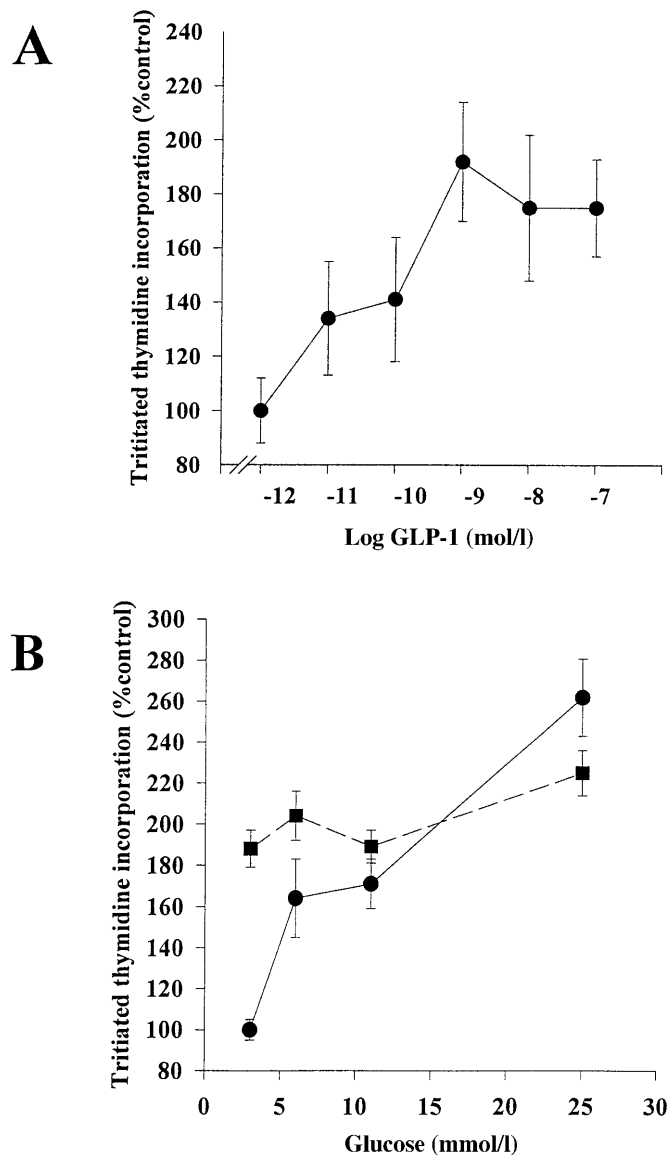 A
Trititated thymidine incorporation (%control)
240
220
200
180
160
140
120
100
80
-12 -11 -10 -9 -8 -7
Log GLP-1 (mol/l)
B
Tritiated thymidine incorporation (%control)
300
280
260
240
220
200
180
160
140
120
100
80
0 5 10 15 20 25 30
Glucose (mmol/l)